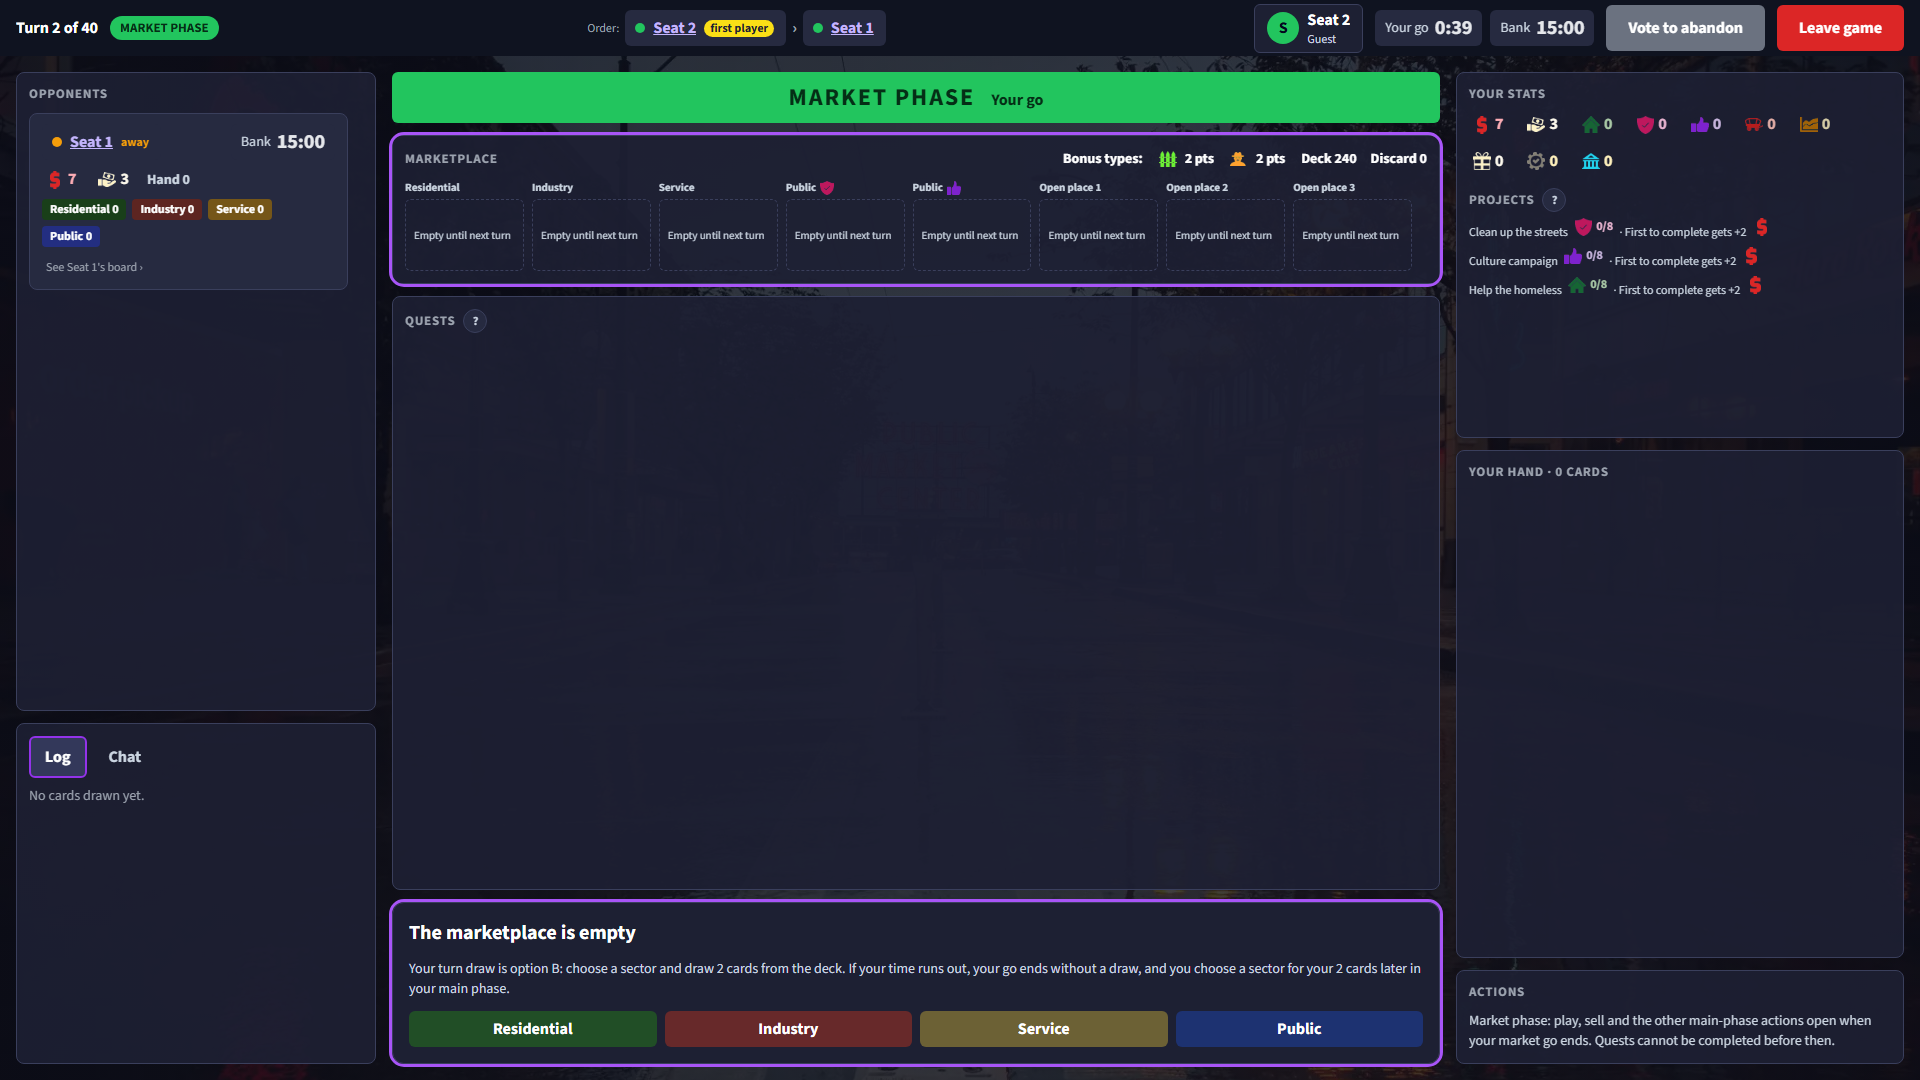 Turn 2 of 40 MARKET PHASE
Order: Seat 2 first player › Seat 1
S Seat 2 Guest
Your go 0:39
Bank 15:00
Vote to abandon
Leave game
OPPONENTS
Seat 1 away Bank 15:00
7 3 Hand 0
Residential 0 Industry 0 Service 0
Public 0
See Seat 1's board ›
Log Chat
No cards drawn yet.
MARKET PHASE Your go
MARKETPLACE Bonus types: 2 pts 2 pts Deck 240 Discard 0
Residential Industry Service Public Public Open place 1 Open place 2 Open place 3
Empty until next turn Empty until next turn Empty until next turn Empty until next turn Empty until next turn Empty until next turn Empty until next turn Empty until next turn
QUESTS ?
The marketplace is empty
Your turn draw is option B: choose a sector and draw 2 cards from the deck. If your time runs out, your go ends without a draw, and you choose a sector for your 2 cards later in
your main phase.
Residential Industry Service Public
YOUR STATS
7 3 0 0 0 0 0
0 0 0
PROJECTS ?
Clean up the streets 0/8 · First to complete gets +2
Culture campaign 0/8 · First to complete gets +2
Help the homeless 0/8 · First to complete gets +2
YOUR HAND · 0 CARDS
ACTIONS
Market phase: play, sell and the other main-phase actions open when
your market go ends. Quests cannot be completed before then.